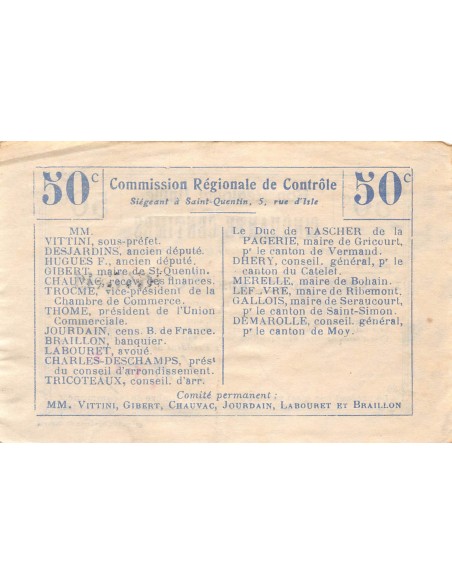 50c Commission Régionale de Contrôle 50c
Siégeant à Saint-Quentin, 5, rue d'Isle
MM.
VITTINI, sous-préfet.
DESJARDINS, ancien député.
HUGUES F., ancien député.
GIBERT, maire de St-Quentin.
CHAUVAC, recev. des finances.
TROCMÉ, vice-président de la
Chambre de Commerce.
THOME, président de l'Union
Commerciale.
JOURDAIN, cens. B. de France.
BRAILLON, banquier.
LABOURET, avoué.
CHARLES-DESCHAMPS, prést
du conseil d'arrondissement.
TRICOTEAUX, conseil. d'arr.
Le Duc de TASCHER de la
PAGERIE, maire de Gricourt,
pr le canton de Vermand.
DHERY, conseil. général, pr
le canton du Catelet.
MERELLE, maire de Bohain.
LEF VRE, maire de Ribemont.
GALLOIS, maire de Seraucourt,
pr le canton de Saint-Simon.
DÉMAROLLE, conseil. général,
pr le canton de Moy.
Comité permanent :
MM. VITTINI, GIBERT, CHAUVAC, JOURDAIN, LABOURET ET BRAILLON